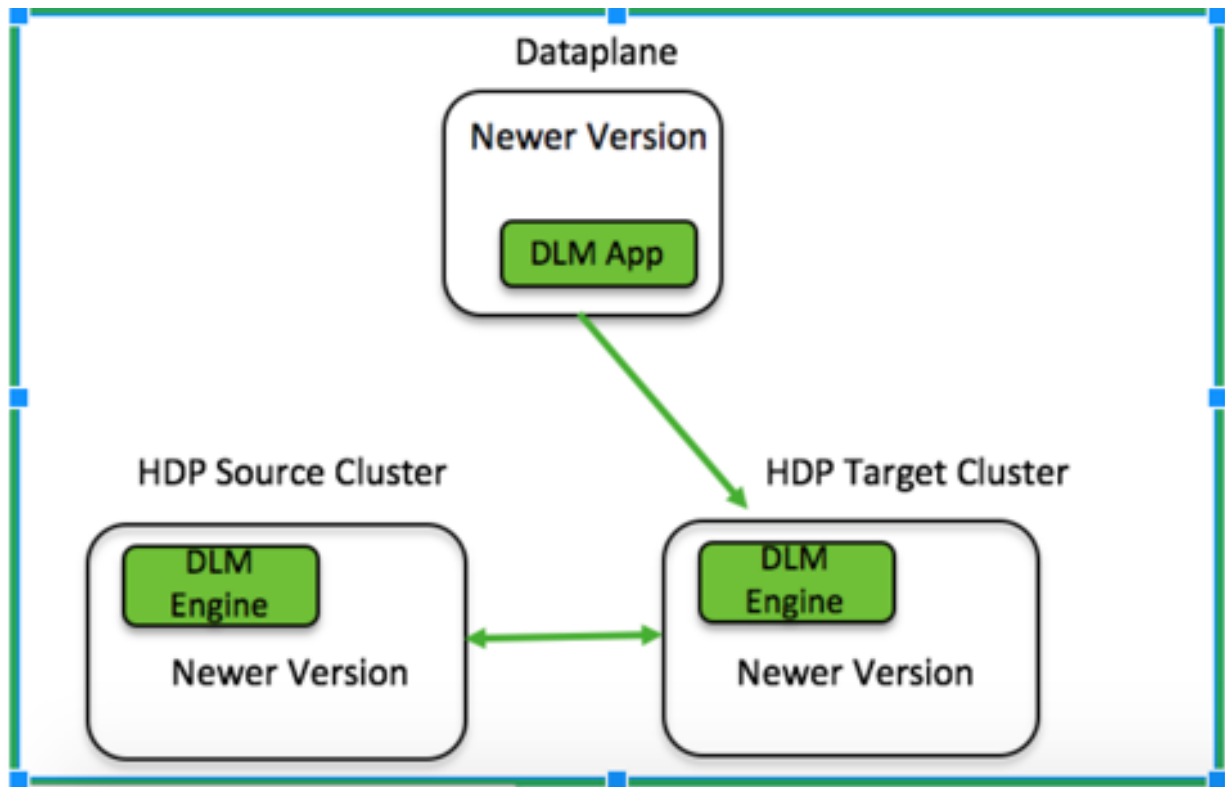 Dataplane
Newer Version
DLM App
HDP Source Cluster
HDP Target Cluster
DLM
Engine
Newer Version
DLM
Engine
Newer Version